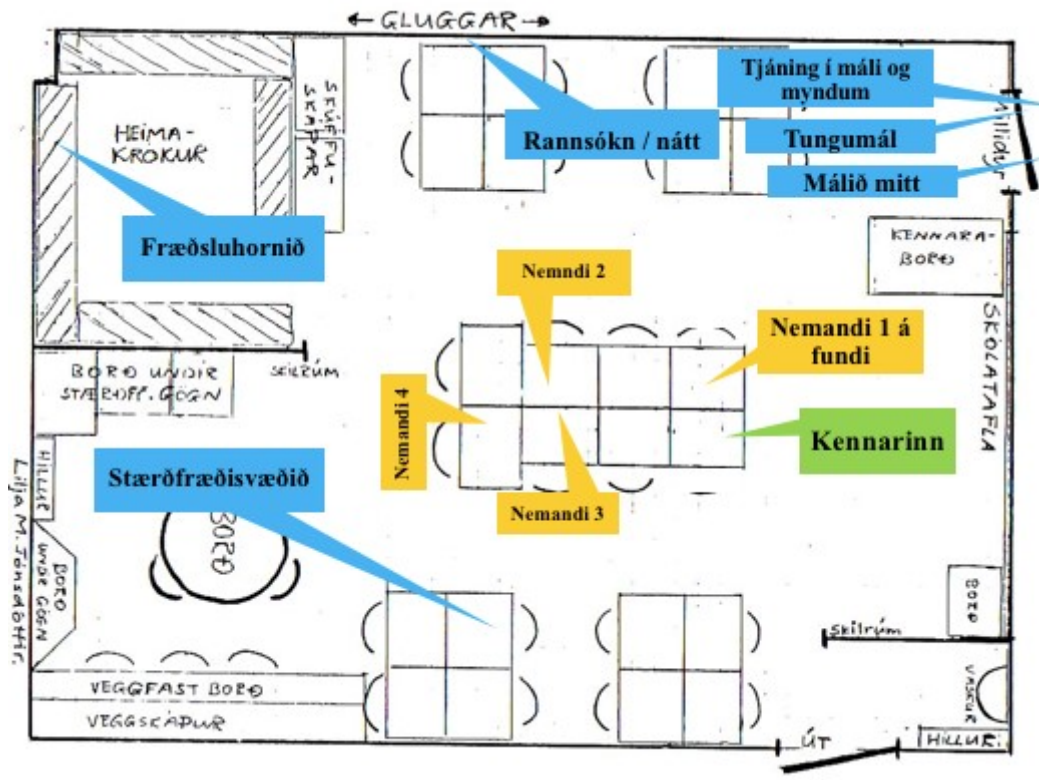 GLUGGAR
Tjáning í máli og
myndum
Tungumál
Málið mitt
Millidyr
Rannsókn / nátt
SKÚFFU-
SKÁPAR
HEIMA-
KROKUR
Fræðsluhornið
KENNARA-
BORÐ
SKÓLATAFLA
Nemndi 2
Nemandi 1 á
fundi
Nemandi 4
Kennarinn
Nemandi 3
BORÐ UNDIR
STÆRÐFR.GÖGN
SKILRÚM
Stærðfræðisvæðið
HILLUR
BORÐ
BORÐ
UNDIR GÖGN
Lilja M. Jónsdóttir.
BORÐ
Skilrúm
VASKUR
HILLUR
ÚT
VEGGFAST BORÐ
VEGGSKÁPUR